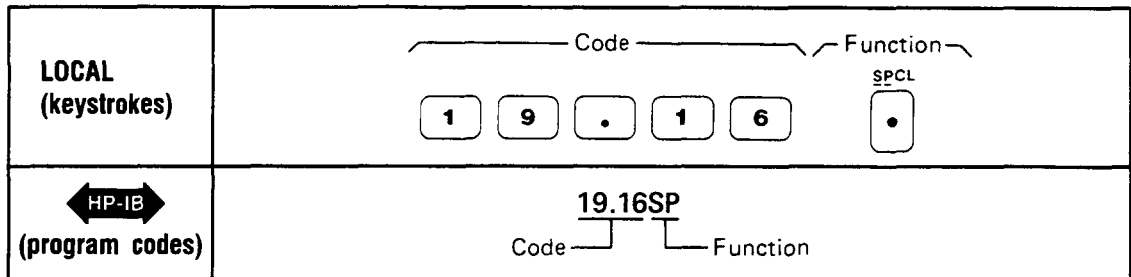 LOCAL
(keystrokes)
Code Function
SPCL
1 9 . 1 6
HP-IB
(program codes)
19.16SP
Code Function